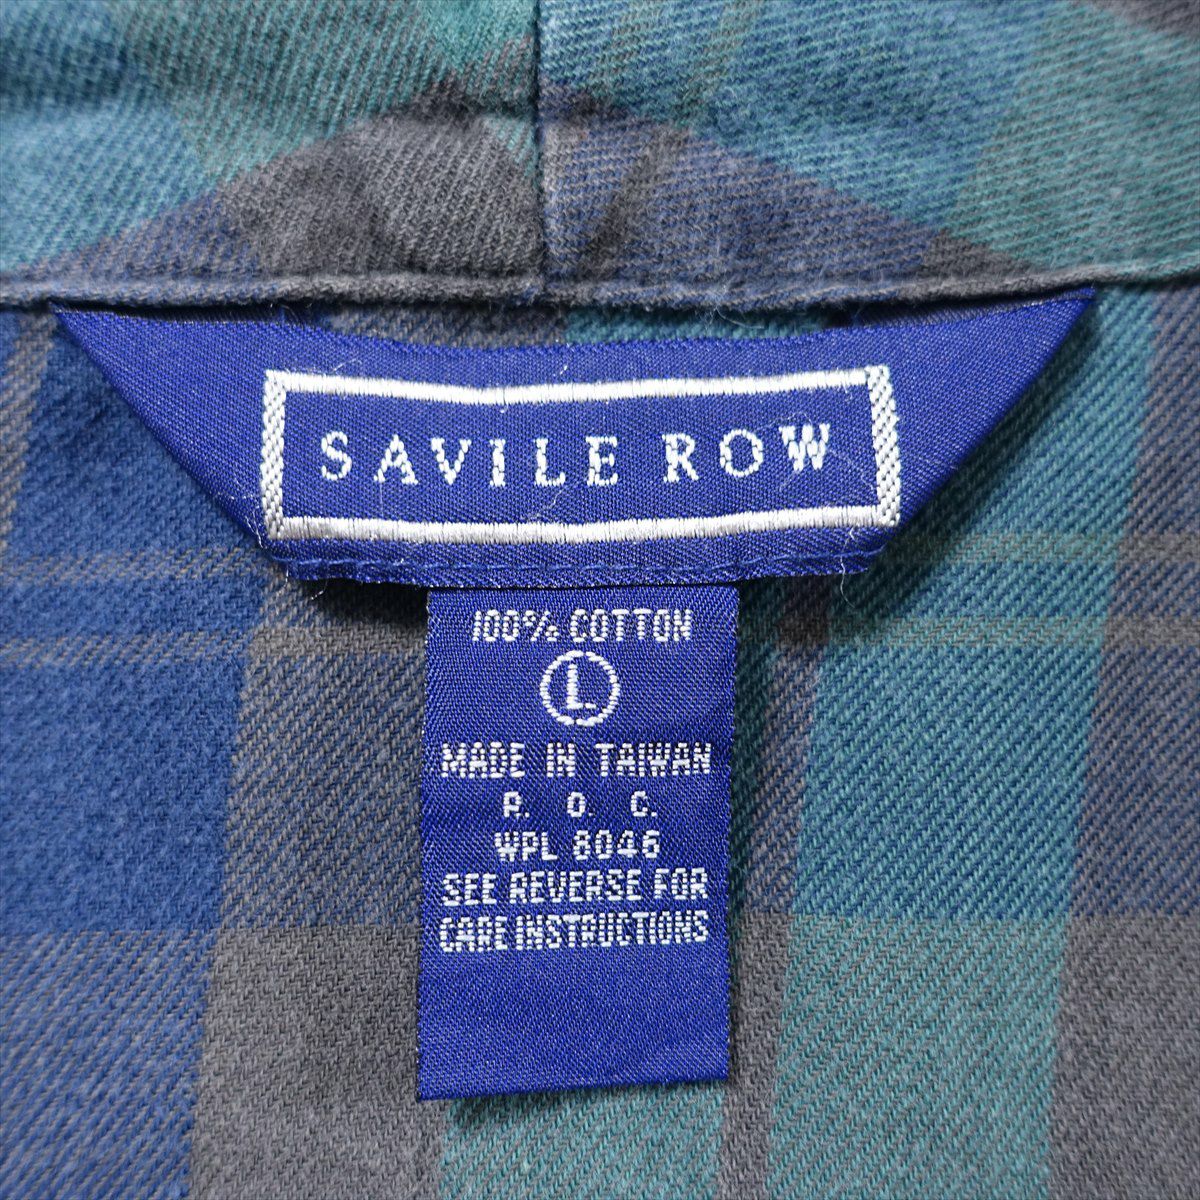 SAVILE ROW
100% COTTON
L
MADE IN TAIWAN
R. O. C.
WPL 8046
SEE REVERSE FOR
CARE INSTRUCTIONS